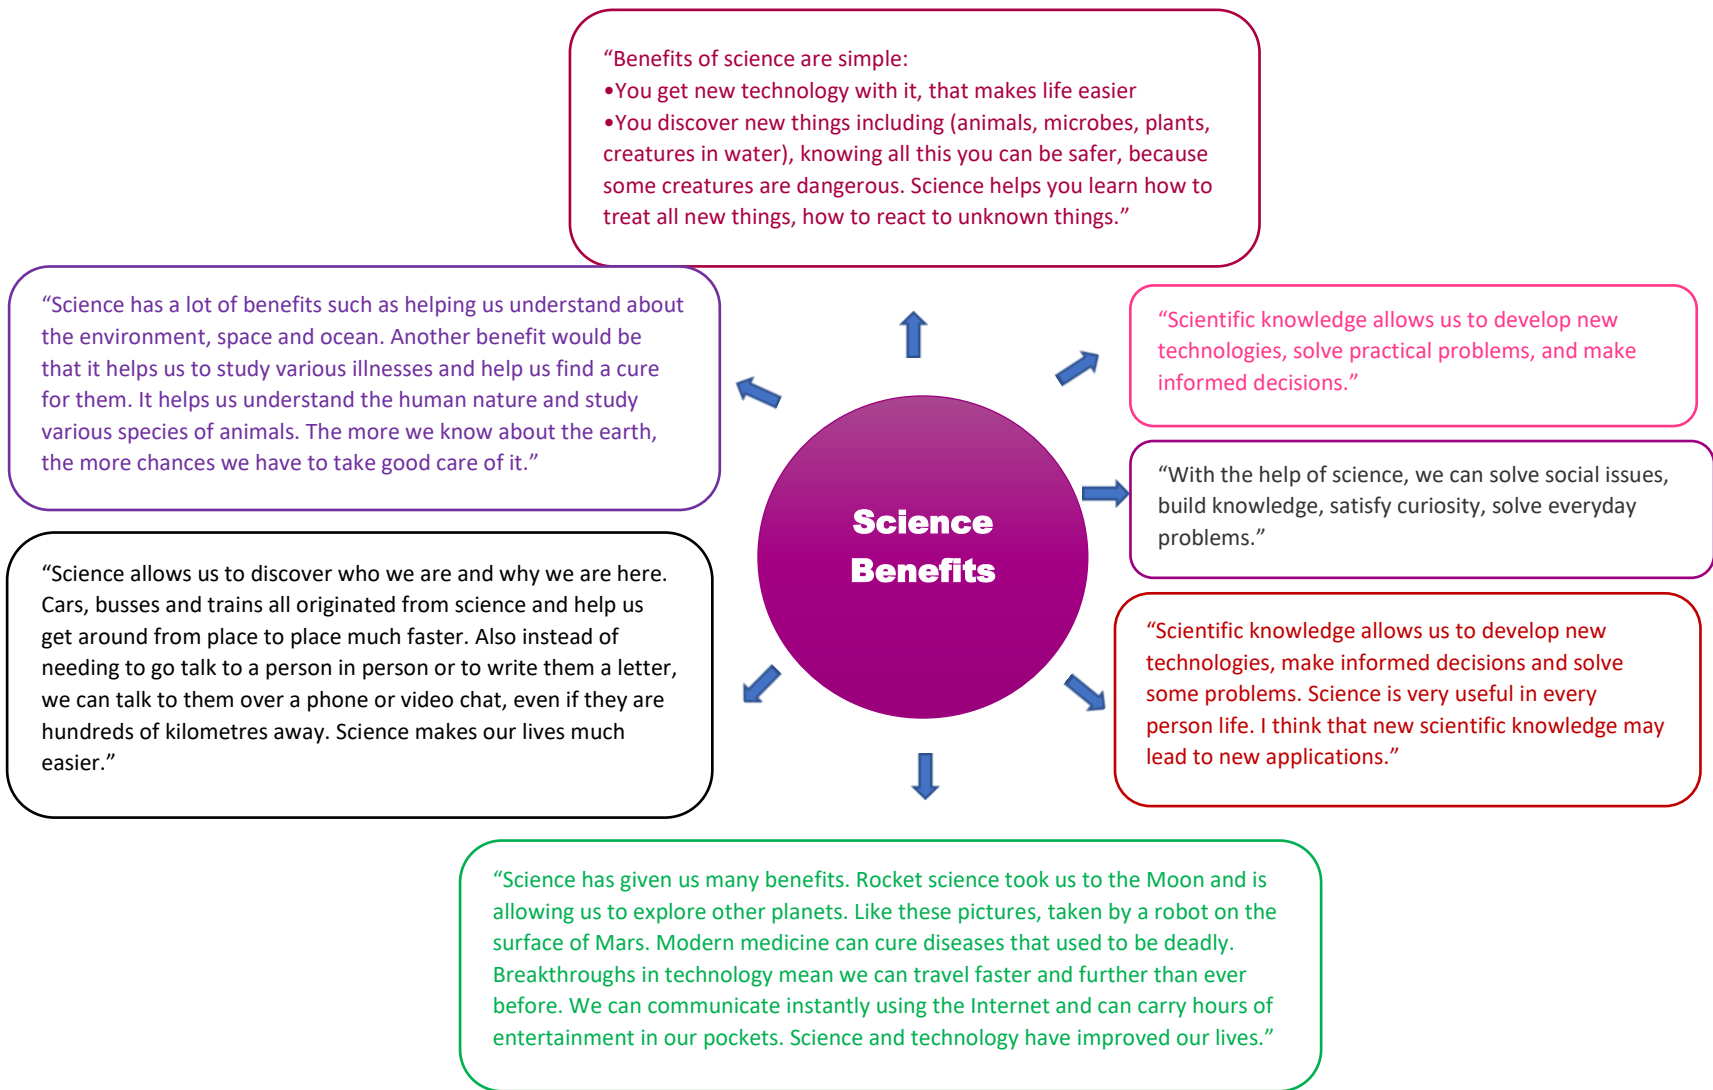 “Benefits of science are simple:
•You get new technology with it, that makes life easier
•You discover new things including (animals, microbes, plants,
creatures in water), knowing all this you can be safer, because
some creatures are dangerous. Science helps you learn how to
treat all new things, how to react to unknown things.”
“Science has a lot of benefits such as helping us understand about
the environment, space and ocean. Another benefit would be
that it helps us to study various illnesses and help us find a cure
for them. It helps us understand the human nature and study
various species of animals. The more we know about the earth,
the more chances we have to take good care of it.”
“Scientific knowledge allows us to develop new
technologies, solve practical problems, and make
informed decisions.”
“With the help of science, we can solve social issues,
build knowledge, satisfy curiosity, solve everyday
problems.”
Science
Benefits
“Science allows us to discover who we are and why we are here.
Cars, busses and trains all originated from science and help us
get around from place to place much faster. Also instead of
needing to go talk to a person in person or to write them a letter,
we can talk to them over a phone or video chat, even if they are
hundreds of kilometres away. Science makes our lives much
easier.”
“Scientific knowledge allows us to develop new
technologies, make informed decisions and solve
some problems. Science is very useful in every
person life. I think that new scientific knowledge may
lead to new applications.”
“Science has given us many benefits. Rocket science took us to the Moon and is
allowing us to explore other planets. Like these pictures, taken by a robot on the
surface of Mars. Modern medicine can cure diseases that used to be deadly.
Breakthroughs in technology mean we can travel faster and further than ever
before. We can communicate instantly using the Internet and can carry hours of
entertainment in our pockets. Science and technology have improved our lives.”